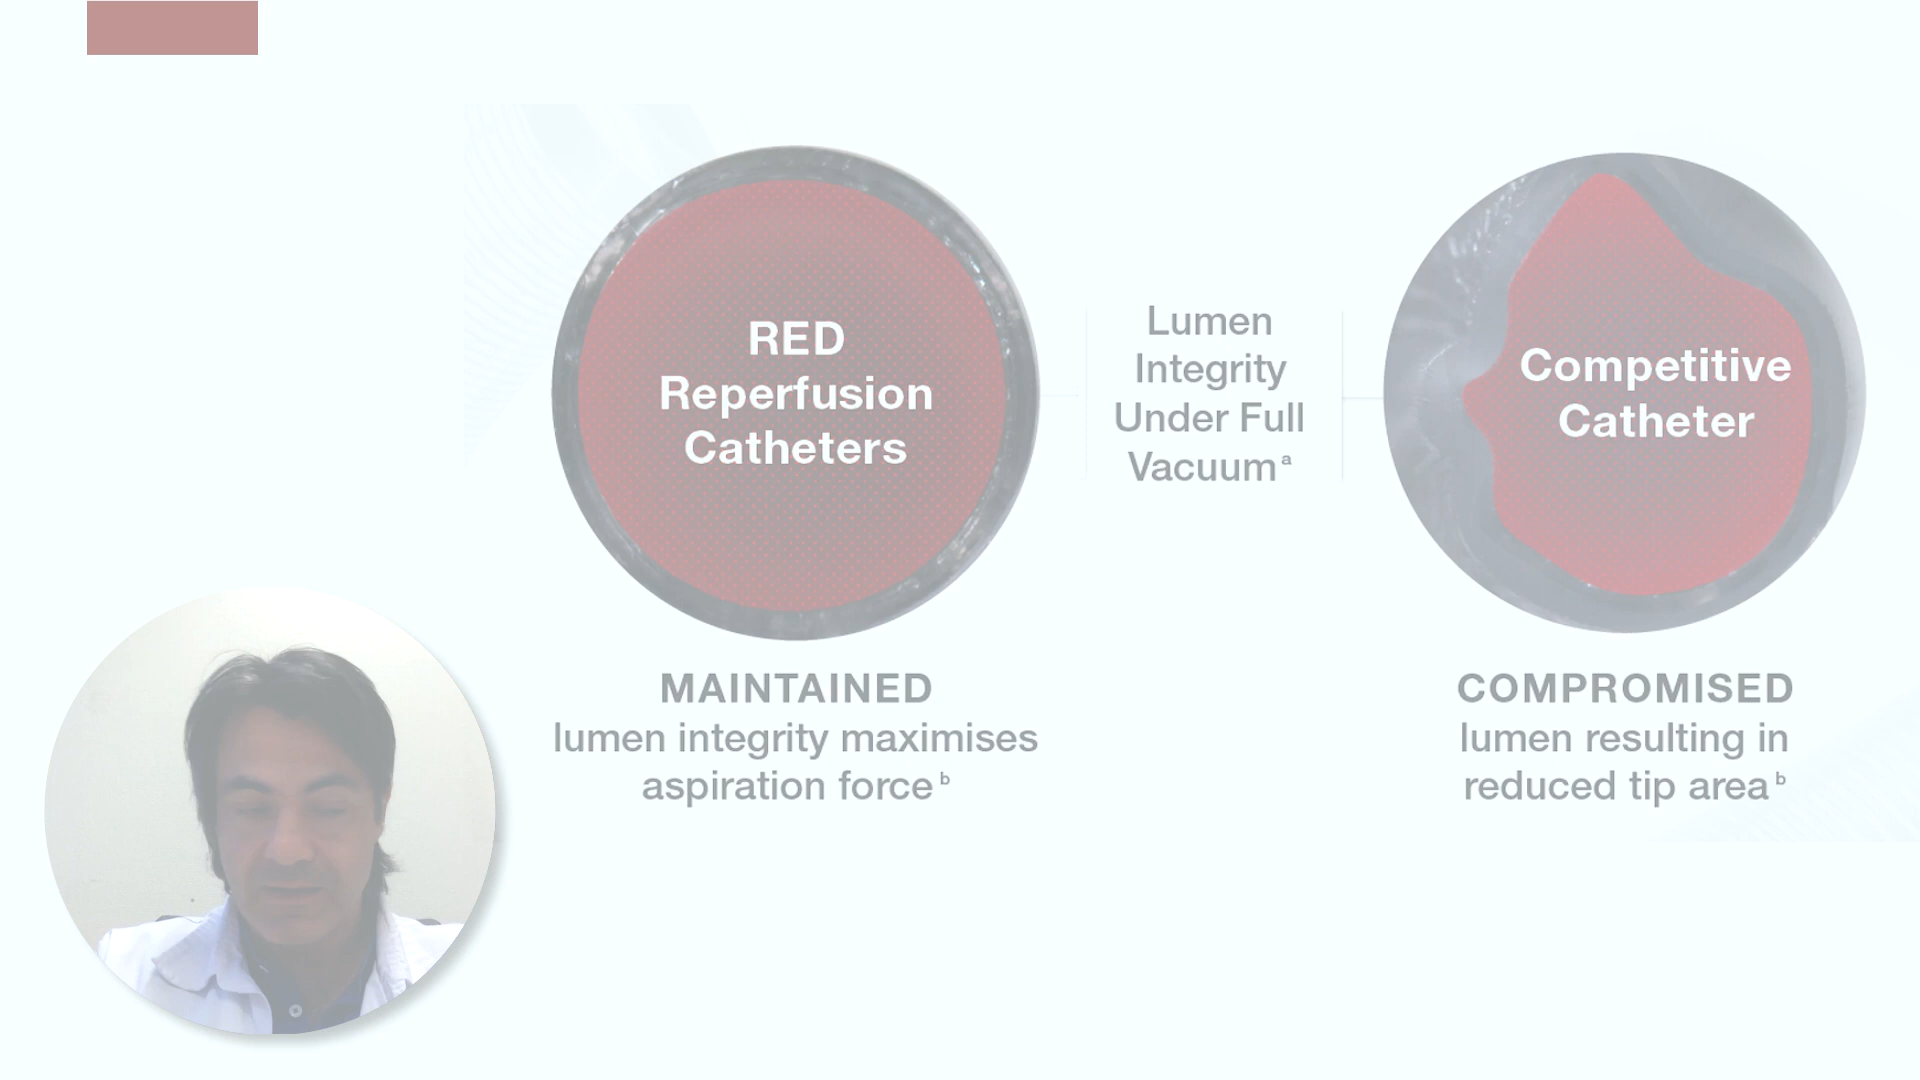 RED
Reperfusion
Catheters
Lumen
Integrity
Under Full
Vacuum a
Competitive
Catheter
MAINTAINED
lumen integrity maximises
aspiration force b
COMPROMISED
lumen resulting in
reduced tip area b